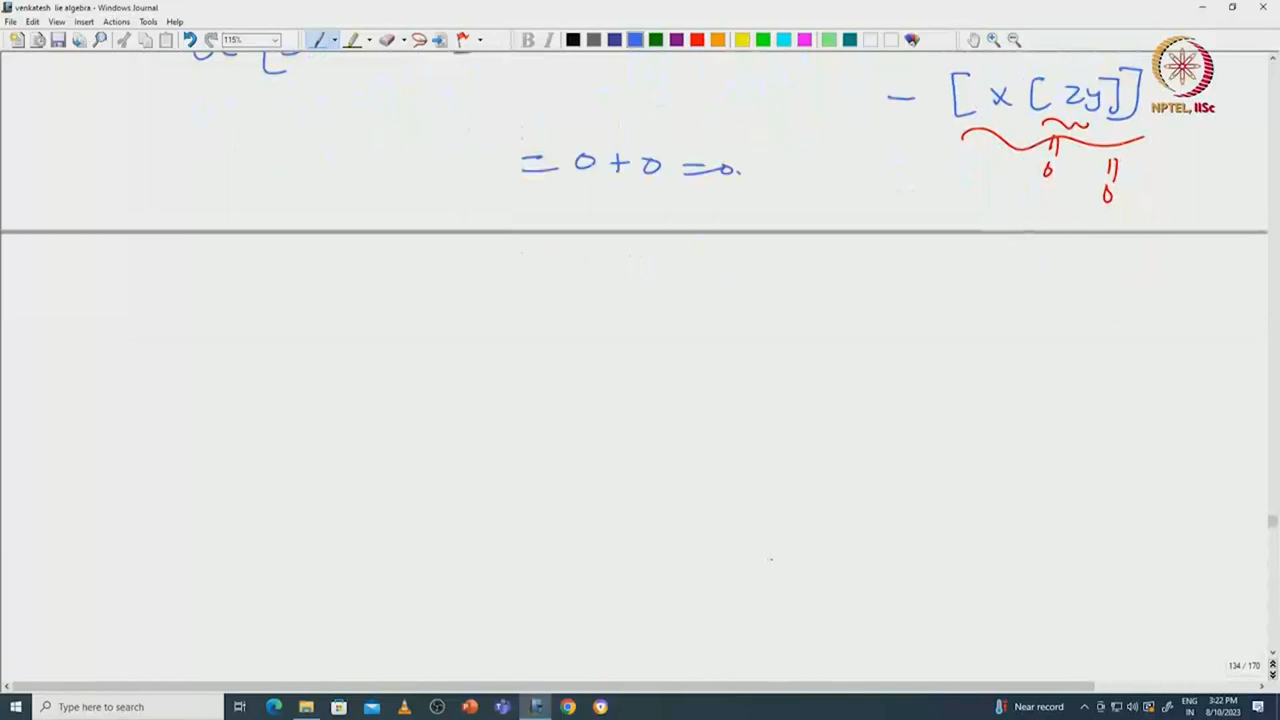 venkatesh lie algebra - Windows Journal
File Edit View Insert Actions Tools Help
115%
B I
- [ x [ zy ] ]
NPTEL, IISc
= 0 + 0 = 0.
0
0
134 / 170
Type here to search
Near record
ENG
IN
3:22 PM
8/10/2023